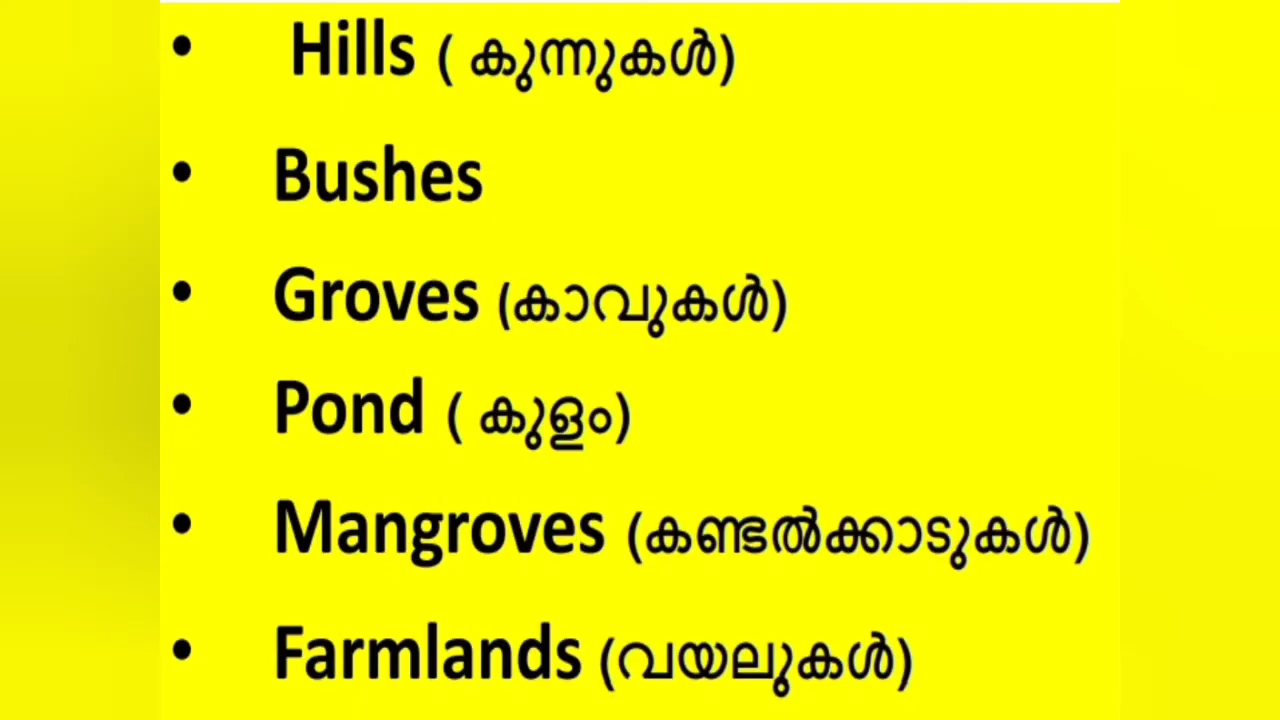 • Hills ( കുന്നുകൾ)
• Bushes
• Groves (കാവുകൾ)
• Pond ( കുളം)
• Mangroves (കണ്ടൽക്കാടുകൾ)
• Farmlands (വയലുകൾ)